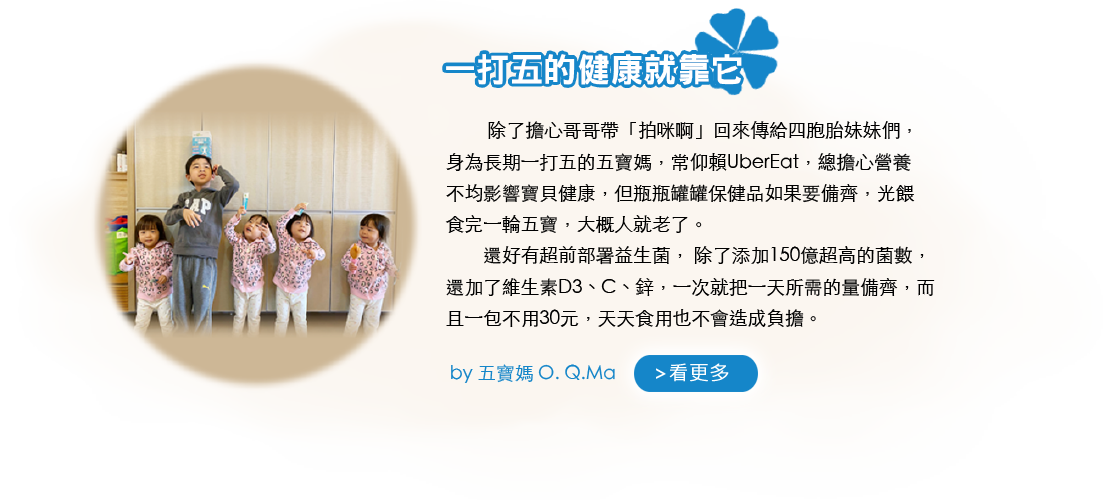 一打五的健康就靠它
除了擔心哥哥帶「拍咪啊」回來傳給四胞胎妹妹們，
身為長期一打五的五寶媽，常仰賴UberEat，總擔心營養
不均影響寶貝健康，但瓶瓶罐罐保健品如果要備齊，光餵
食完一輪五寶，大概人就老了。
還好有超前部署益生菌， 除了添加150億超高的菌數，
還加了維生素D3、C、鋅，一次就把一天所需的量備齊，而
且一包不用30元，天天食用也不會造成負擔。
by 五寶媽 O. Q.Ma
>看更多